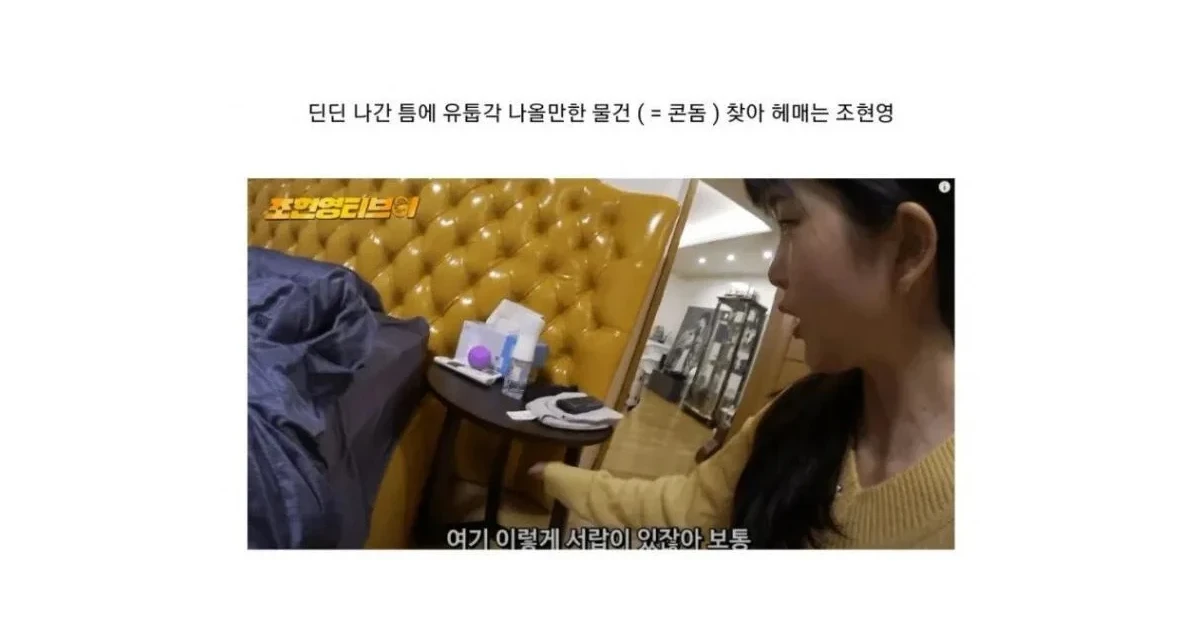 딘딘 나간 틈에 유튭각 나올만한 물건 ( = 콘돔 ) 찾아 헤매는 조현영
조현영티브이
여기 이렇게 서랍이 있잖아 보통